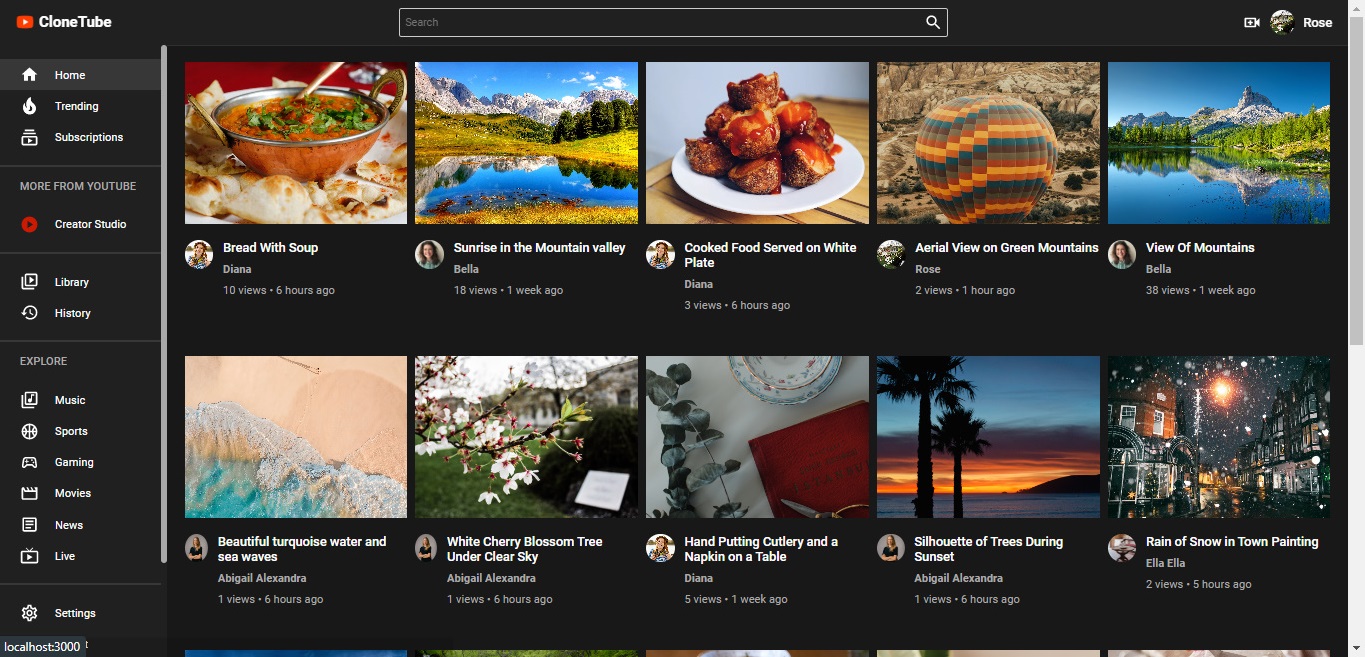 CloneTube
Search
Rose
Home
Trending
Subscriptions
MORE FROM YOUTUBE
Creator Studio
Library
History
EXPLORE
Music
Sports
Gaming
Movies
News
Live
Settings
localhost:3000
Bread With Soup
Diana
10 views • 6 hours ago
Sunrise in the Mountain valley
Bella
18 views • 1 week ago
Cooked Food Served on White
Plate
Diana
3 views • 6 hours ago
Aerial View on Green Mountains
Rose
2 views • 1 hour ago
View Of Mountains
Bella
38 views • 1 week ago
Beautiful turquoise water and
sea waves
Abigail Alexandra
1 views • 6 hours ago
White Cherry Blossom Tree
Under Clear Sky
Abigail Alexandra
1 views • 6 hours ago
Hand Putting Cutlery and a
Napkin on a Table
Diana
5 views • 1 week ago
Silhouette of Trees During
Sunset
Abigail Alexandra
1 views • 6 hours ago
Rain of Snow in Town Painting
Ella Ella
2 views • 5 hours ago